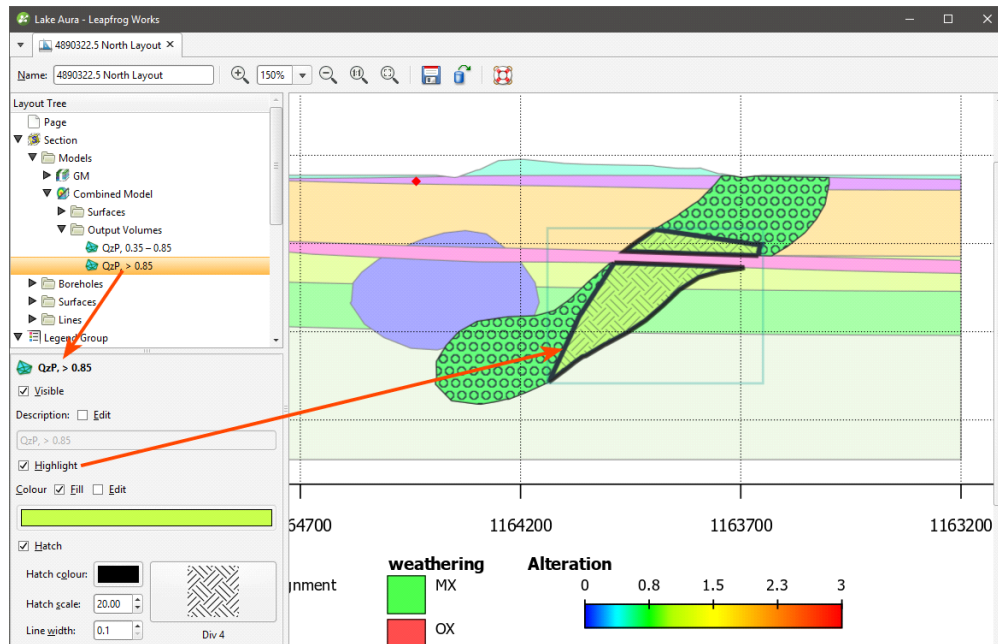 Lake Aura - Leapfrog Works
4890322.5 North Layout
Name: 4890322.5 North Layout
150%
Layout Tree
Page
Section
Models
GM
Combined Model
Surfaces
Output Volumes
QzP, 0.35 – 0.85
QzP, > 0.85
Boreholes
Surfaces
Lines
Legend Group
QzP, > 0.85
Visible
Description: Edit
QzP, > 0.85
Highlight
Colour Fill Edit
Hatch
Hatch colour:
Hatch scale: 20.00
Line width: 0.1
Div 4
64700 1164200 1163700 1163200
nment
weathering
MX
OX
Alteration
0 0.8 1.5 2.3 3